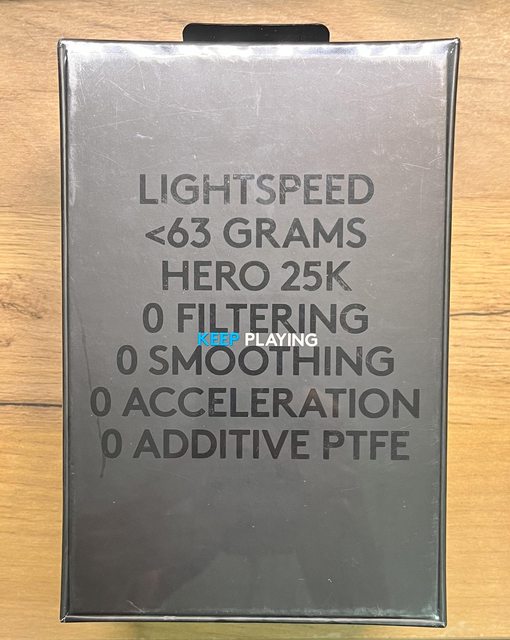 LIGHTSPEED
<63 GRAMS
HERO 25K
0 FILTERING
KEEP PLAYING
0 SMOOTHING
0 ACCELERATION
0 ADDITIVE PTFE